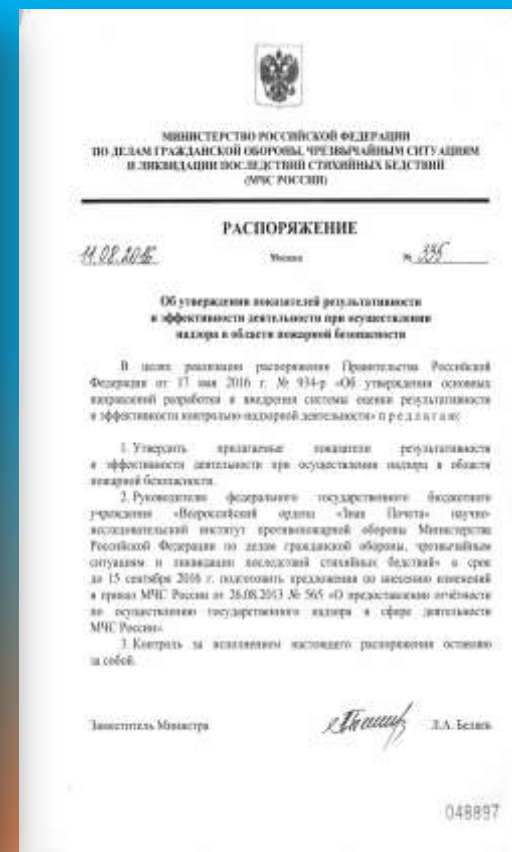 МИНИСТЕРСТВО РОССИЙСКОЙ ФЕДЕРАЦИИ
ПО ДЕЛАМ ГРАЖДАНСКОЙ ОБОРОНЫ, ЧРЕЗВЫЧАЙНЫМ СИТУАЦИЯМ
И ЛИКВИДАЦИИ ПОСЛЕДСТВИЙ СТИХИЙНЫХ БЕДСТВИЙ
(МЧС РОССИИ)
РАСПОРЯЖЕНИЕ
11.08.2016 Москва № 335
Об утверждении показателей результативности
и эффективности деятельности при осуществлении
надзора в области пожарной безопасности
В целях реализации распоряжения Правительства Российской
Федерации от 17 мая 2016 г. № 934-р «Об утверждении основных
направлений разработки и внедрения системы оценки результативности
и эффективности контрольно-надзорной деятельности» п р е д л а г а ю:
1. Утвердить прилагаемые показатели результативности
и эффективности деятельности при осуществлении надзора в области
пожарной безопасности.
2. Руководителю федерального государственного бюджетного
учреждения «Всероссийский ордена «Знак Почета» научно-
исследовательский институт противопожарной обороны Министерства
Российской Федерации по делам гражданской обороны, чрезвычайным
ситуациям и ликвидации последствий стихийных бедствий» в срок
до 15 сентября 2016 г. подготовить предложения по внесению изменений
в приказ МЧС России от 26.08.2013 № 565 «О предоставлении отчётности
по осуществлению государственного надзора в сфере деятельности
МЧС России».
3. Контроль за исполнением настоящего распоряжения оставляю
за собой.
Заместитель Министра Л.А. Беляев
048897